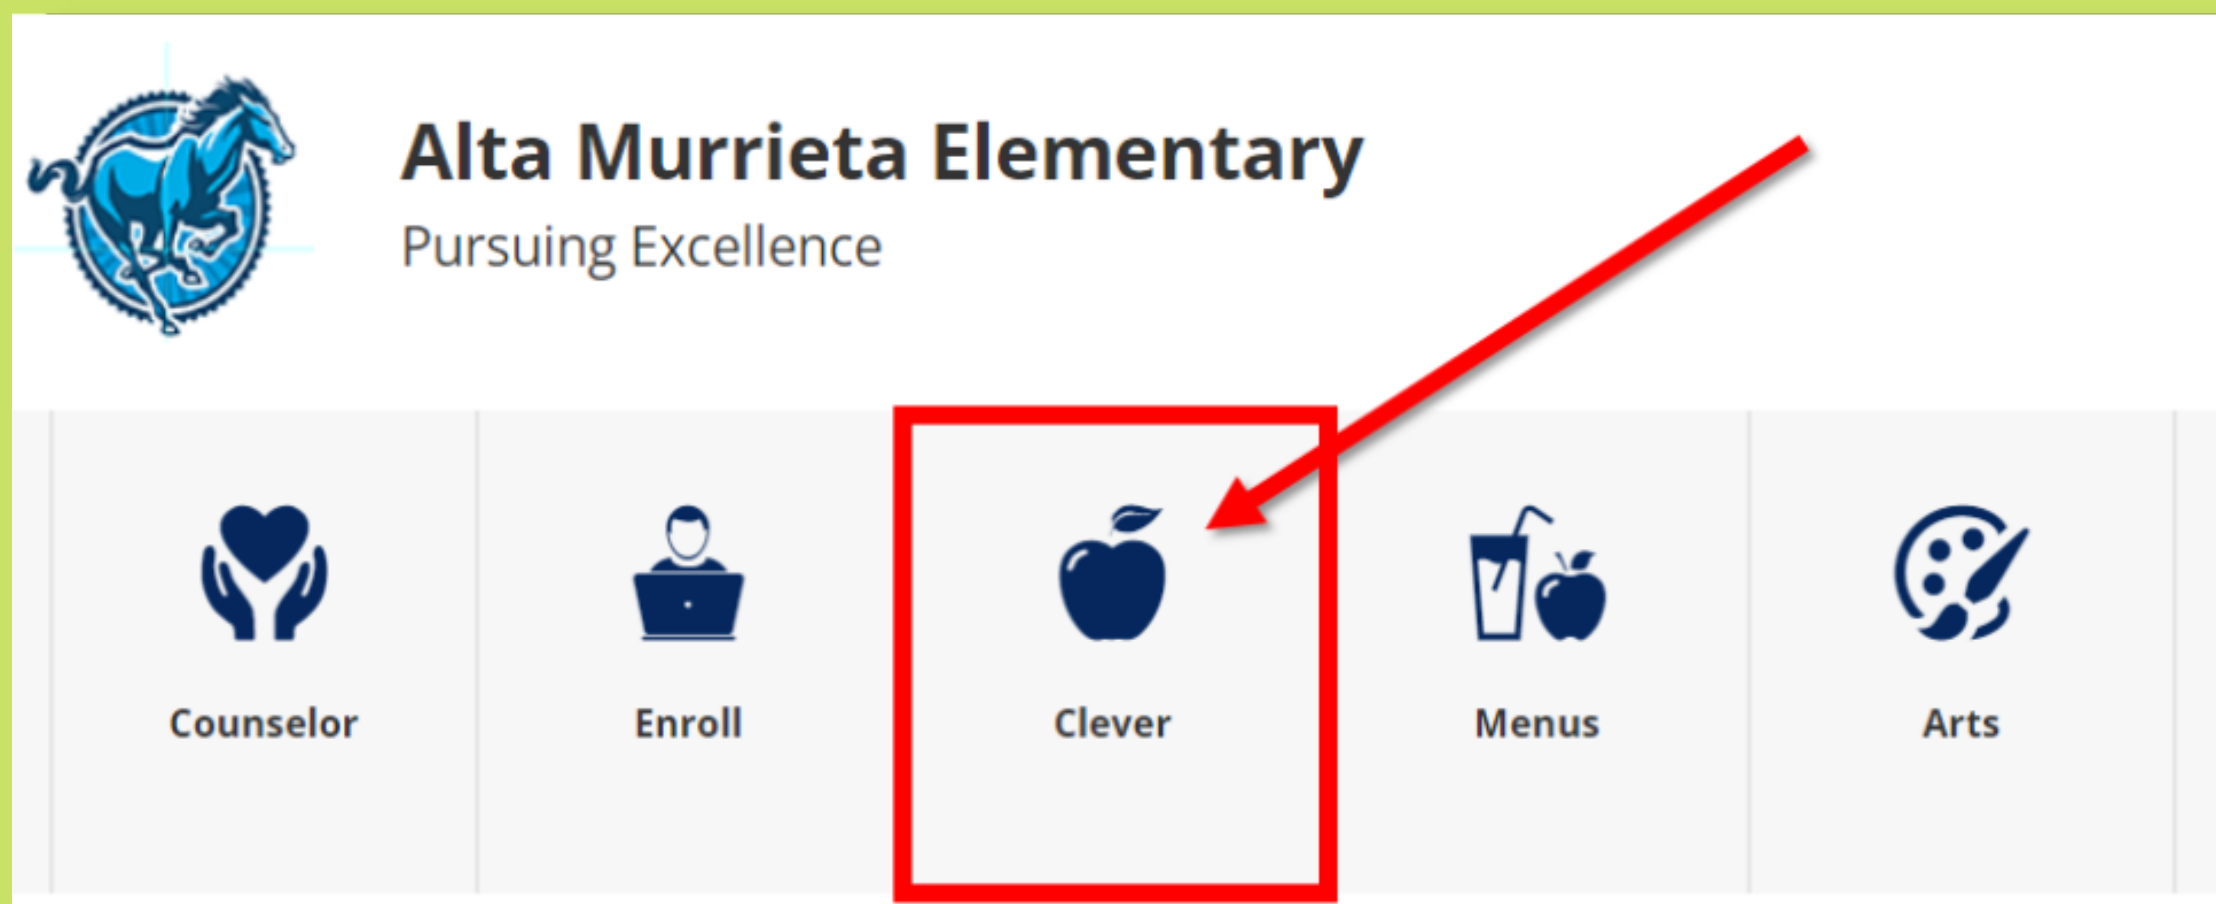 Alta Murrieta Elementary
Pursuing Excellence
Counselor
Enroll
Clever
Menus
Arts